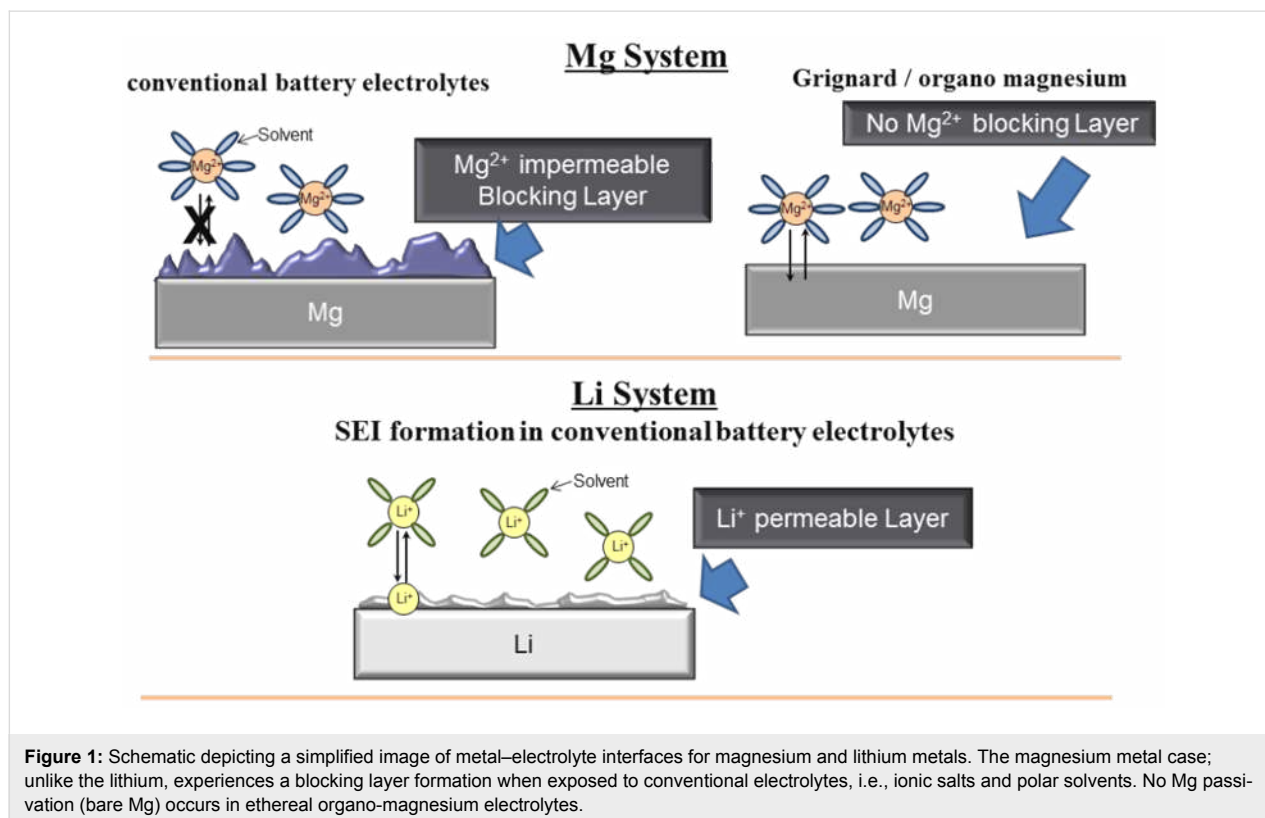 Mg System
conventional battery electrolytes
Grignard / organo magnesium
Solvent
Mg²⁺
Mg²⁺
Mg²⁺ impermeable
Blocking Layer
No Mg²⁺ blocking Layer
Mg²⁺
Mg²⁺
Mg
Mg
Li System
SEI formation in conventional battery electrolytes
Solvent
Li⁺
Li⁺
Li⁺
Li⁺ permeable Layer
Li⁺
Li
Figure 1: Schematic depicting a simplified image of metal–electrolyte interfaces for magnesium and lithium metals. The magnesium metal case;
unlike the lithium, experiences a blocking layer formation when exposed to conventional electrolytes, i.e., ionic salts and polar solvents. No Mg passi-
vation (bare Mg) occurs in ethereal organo-magnesium electrolytes.